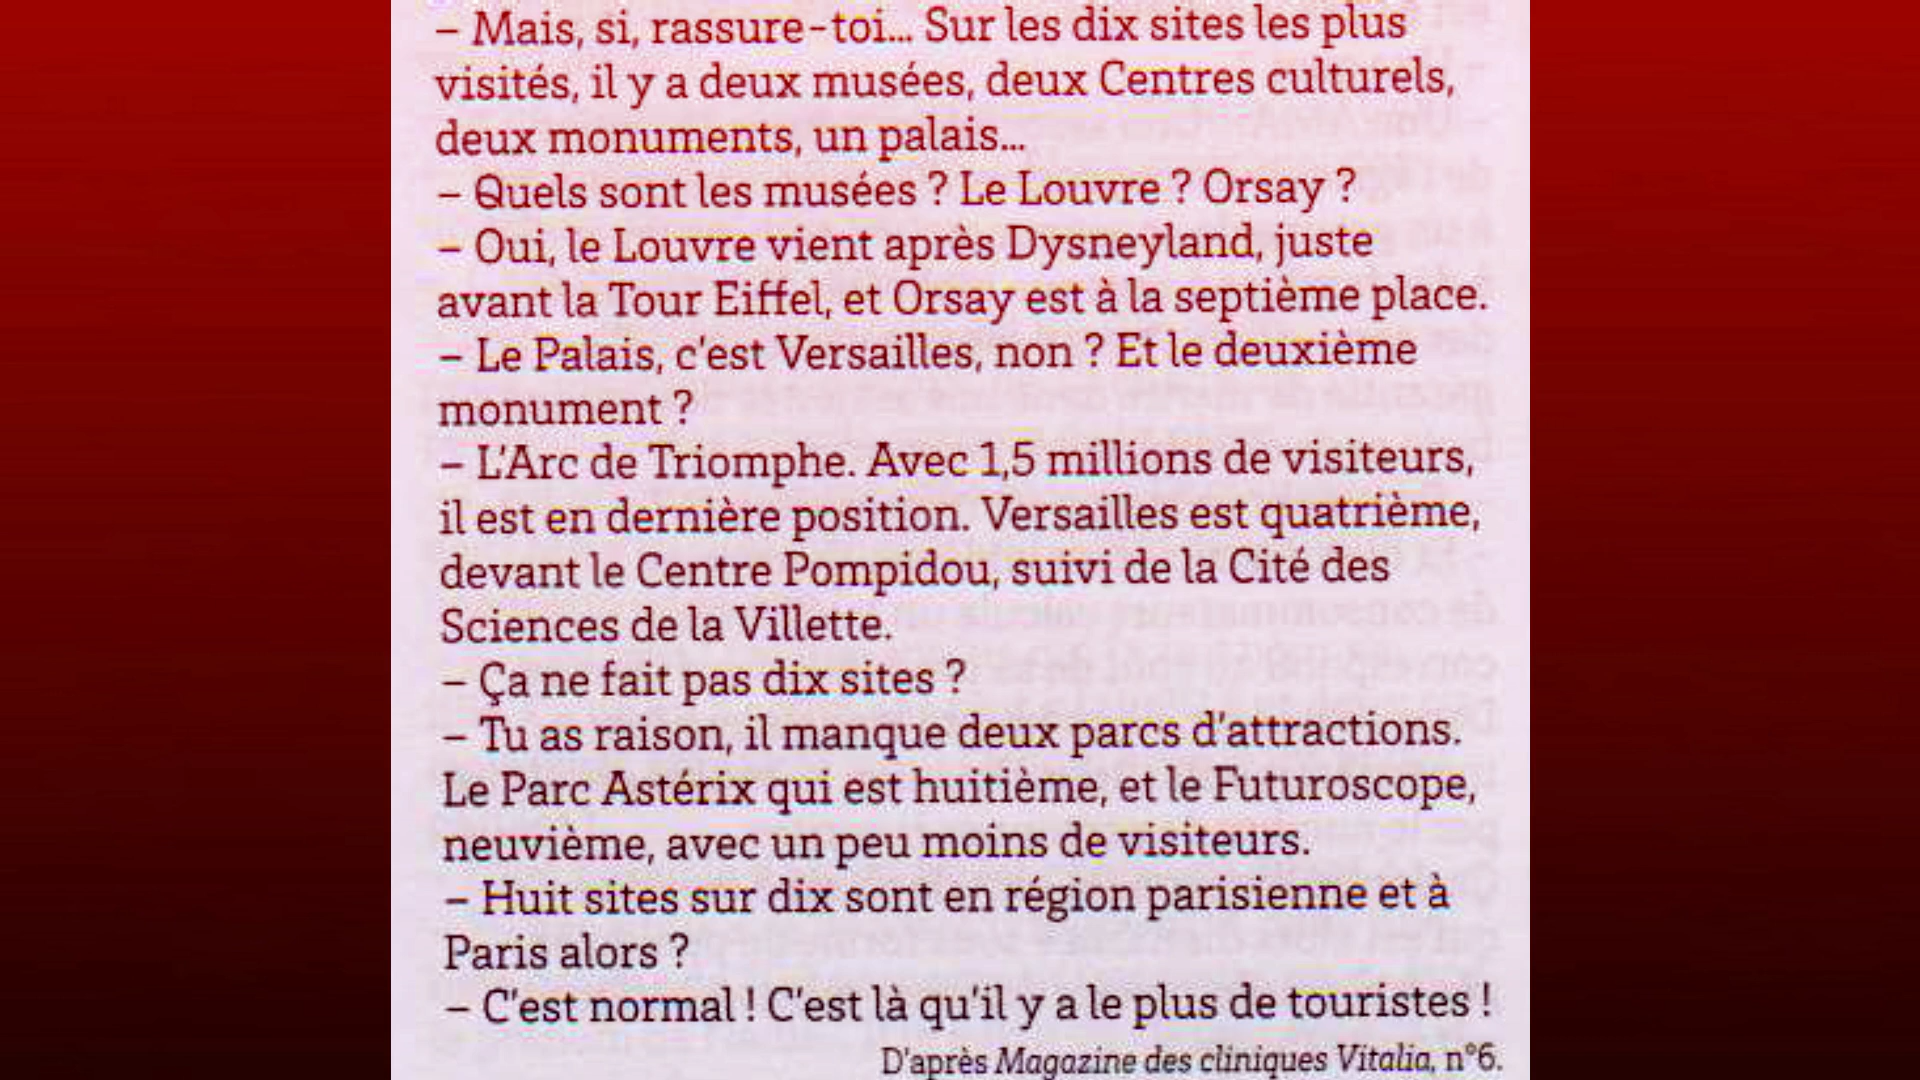 – Mais, si, rassure-toi... Sur les dix sites les plus
visités, il y a deux musées, deux Centres culturels,
deux monuments, un palais...
– Quels sont les musées ? Le Louvre ? Orsay ?
– Oui, le Louvre vient après Dysneyland, juste
avant la Tour Eiffel, et Orsay est à la septième place.
– Le Palais, c'est Versailles, non ? Et le deuxième
monument ?
– L'Arc de Triomphe. Avec 1,5 millions de visiteurs,
il est en dernière position. Versailles est quatrième,
devant le Centre Pompidou, suivi de la Cité des
Sciences de la Villette.
– Ça ne fait pas dix sites ?
– Tu as raison, il manque deux parcs d'attractions.
Le Parc Astérix qui est huitième, et le Futuroscope,
neuvième, avec un peu moins de visiteurs.
– Huit sites sur dix sont en région parisienne et à
Paris alors ?
– C'est normal ! C'est là qu'il y a le plus de touristes !
D'après Magazine des cliniques Vitalia, n°6.